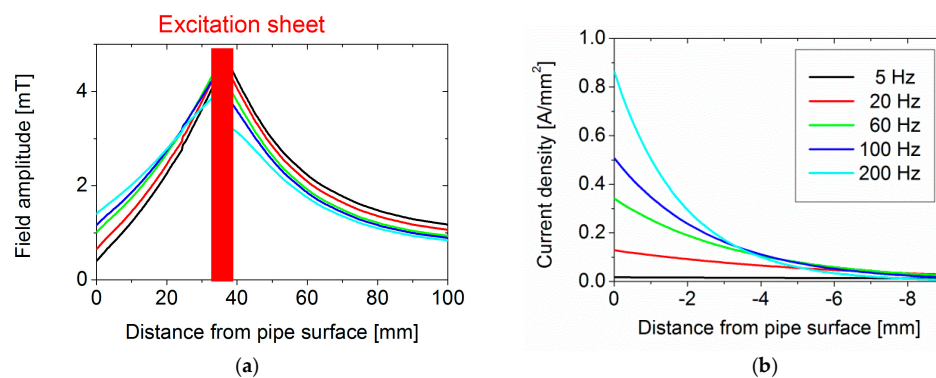 Excitation sheet
Field amplitude [mT]
4
2
0
0 20 40 60 80 100
Distance from pipe surface [mm]
(a)
b)
Current density [A/mm²]
1.0
0.8
0.6
0.4
0.2
0.0
0 -2 -4 -6 -8
Distance from pipe surface [mm]
5 Hz
20 Hz
60 Hz
100 Hz
200 Hz
(b)
a)